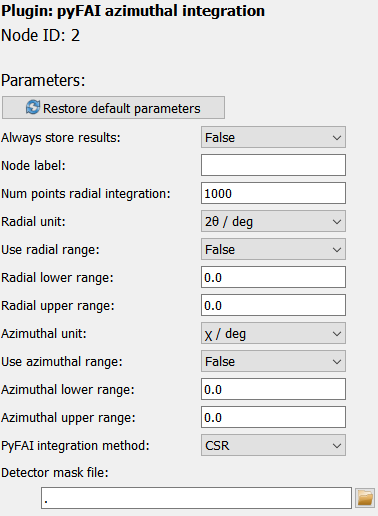 Plugin: pyFAI azimuthal integration
Node ID: 2
Parameters:
Restore default parameters
Always store results: False
Node label:
Num points radial integration: 1000
Radial unit: 2θ / deg
Use radial range: False
Radial lower range: 0.0
Radial upper range: 0.0
Azimuthal unit: χ / deg
Use azimuthal range: False
Azimuthal lower range: 0.0
Azimuthal upper range: 0.0
PyFAI integration method: CSR
Detector mask file:
.